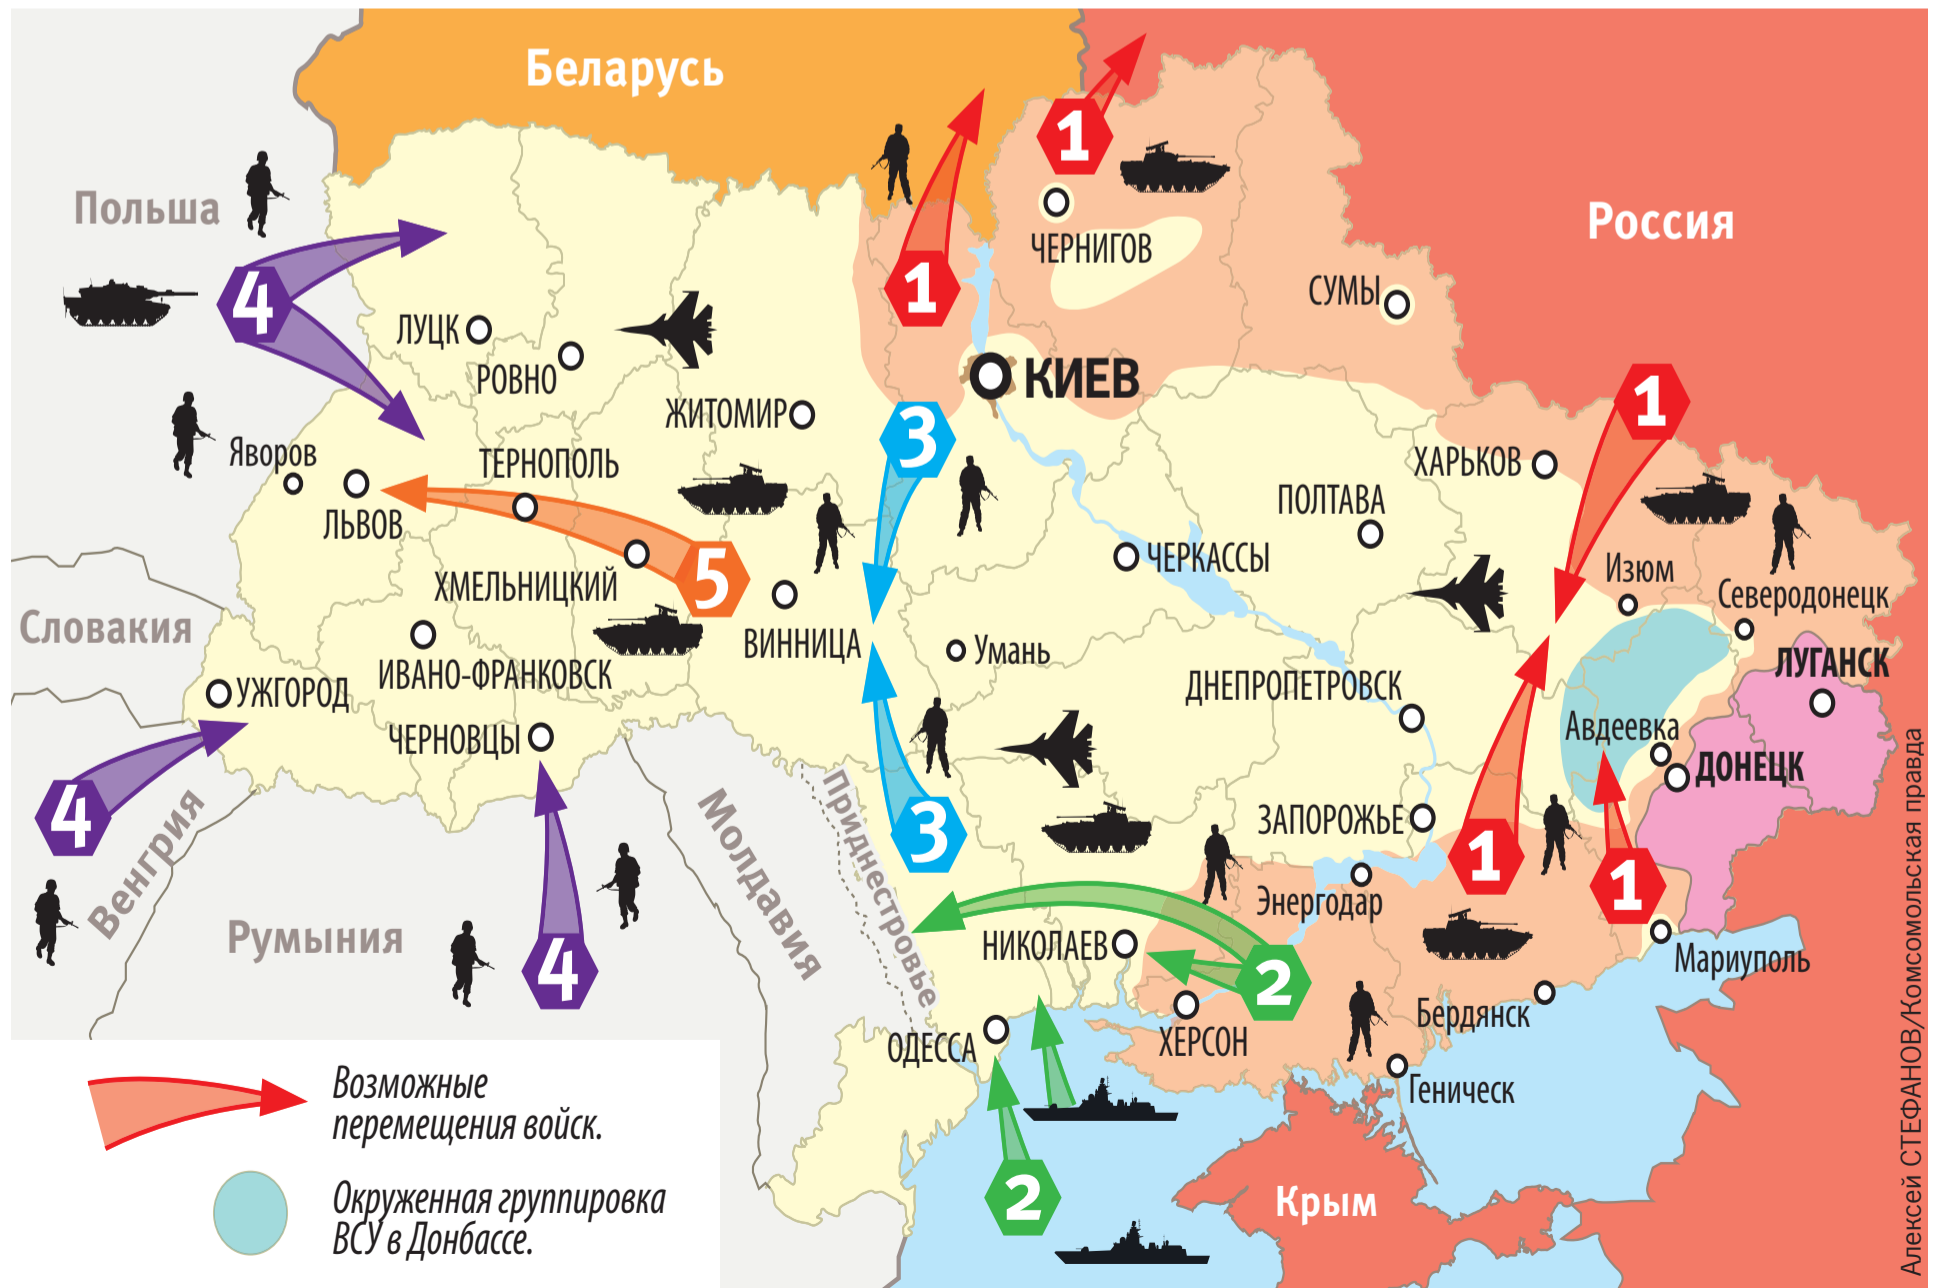 Беларусь
Россия
Польша
1
1
ЧЕРНИГОВ
СУМЫ
4
ЛУЦК
РОВНО
КИЕВ
ЖИТОМИР
3
1
Яворов
ЛЬВОВ
ТЕРНОПОЛЬ
ХАРЬКОВ
ПОЛТАВА
ХМЕЛЬНИЦКИЙ
5
ВИННИЦА
ЧЕРКАССЫ
Изюм
Северодонецк
Словакия
ИВАНО-ФРАНКОВСК
Умань
ЛУГАНСК
УЖГОРОД
ДНЕПРОПЕТРОВСК
ЧЕРНОВЦЫ
Авдеевка
ДОНЕЦК
4
Венгрия
Молдавия
Приднестровье
3
ЗАПОРОЖЬЕ
1
1
Энергодар
Румыния
4
НИКОЛАЕВ
2
Мариуполь
Бердянск
ОДЕССА
ХЕРСОН
Геническ
2
Крым
Возможные
перемещения войск.
Окруженная группировка
ВСУ в Донбассе.
Алексей СТЕФАНОВ/Комсомольская правда